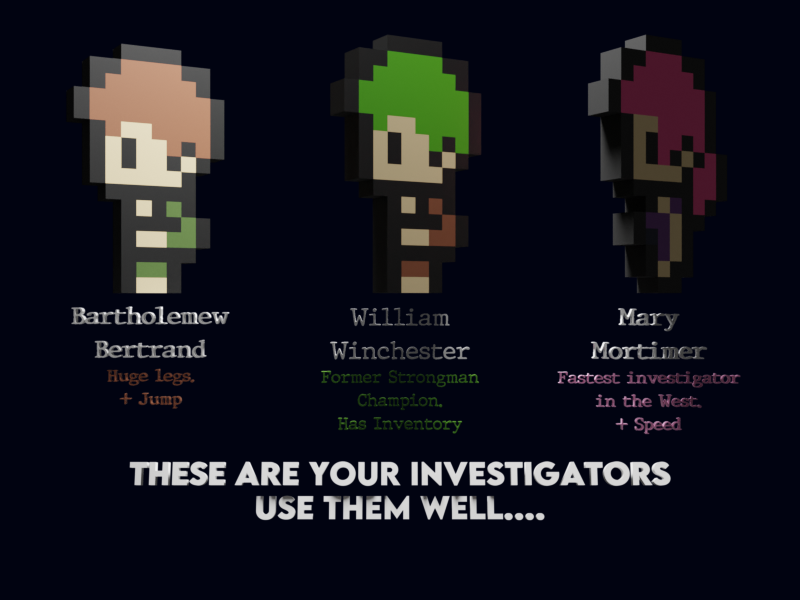 Bartholemew
Bertrand
Huge legs.
+ Jump
William
Winchester
Former Strongman
Champion.
Has Inventory
Mary
Mortimer
Fastest investigator
in the West.
+ Speed
THESE ARE YOUR INVESTIGATORS
USE THEM WELL....